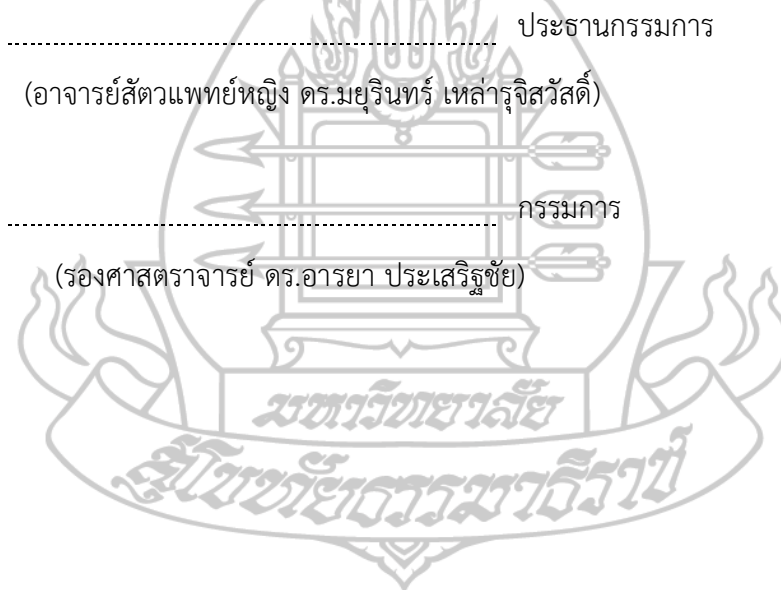 ประธานกรรมการ
(อาจารย์สัตวแพทย์หญิง ดร.มยุรินทร์ เหล่ารุจิสวัสดิ์)
กรรมการ
(รองศาสตราจารย์ ดร.อารยา ประเสริฐชัย)
มหาวิทยาลัย
สุโขทัยธรรมาธิราช